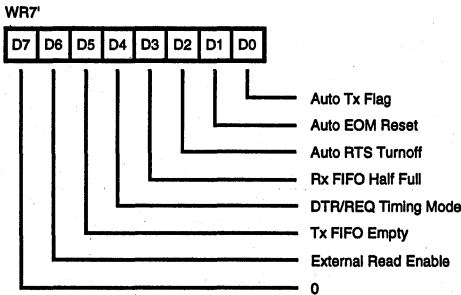 WR7'
D7 D6 D5 D4 D3 D2 D1 D0
Auto Tx Flag
Auto EOM Reset
Auto RTS Turnoff
Rx FIFO Half Full
DTR/REQ Timing Mode
Tx FIFO Empty
External Read Enable
0